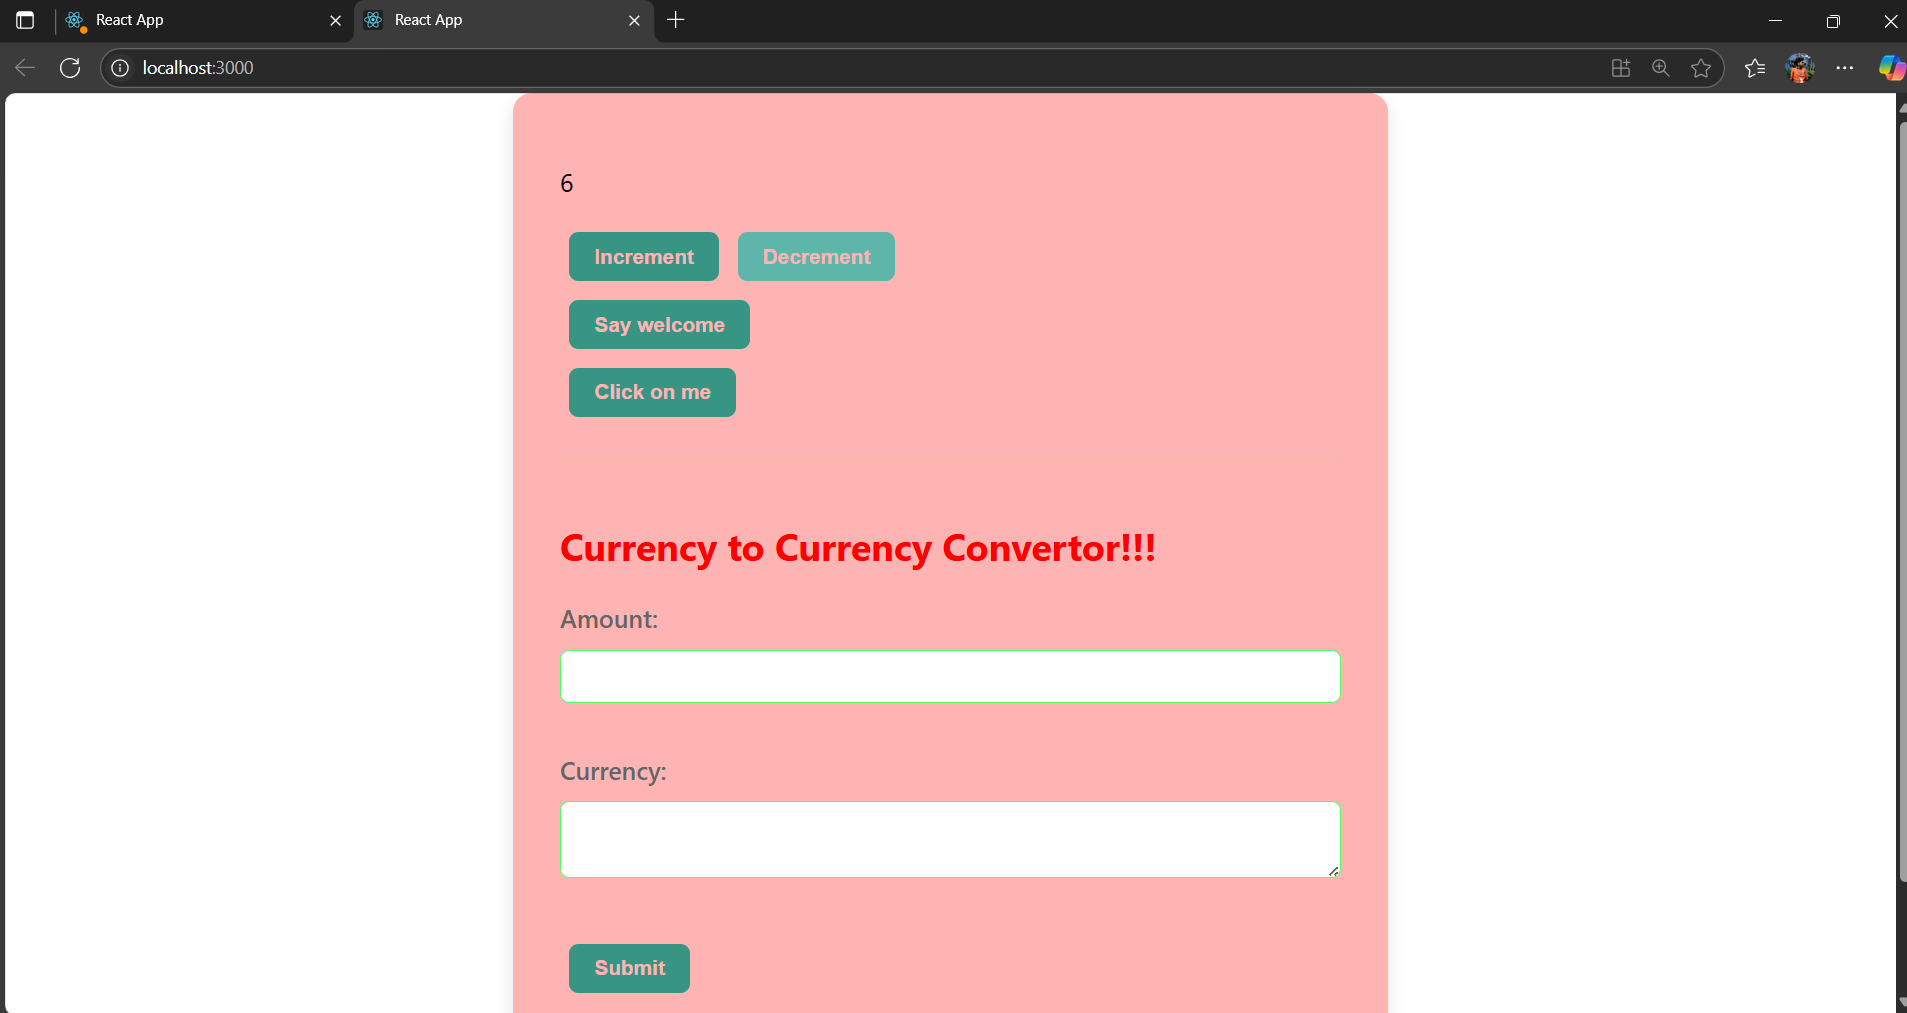 React App
React App
localhost:3000
6
Increment Decrement
Say welcome
Click on me
Currency to Currency Convertor!!!
Amount:
Currency:
Submit